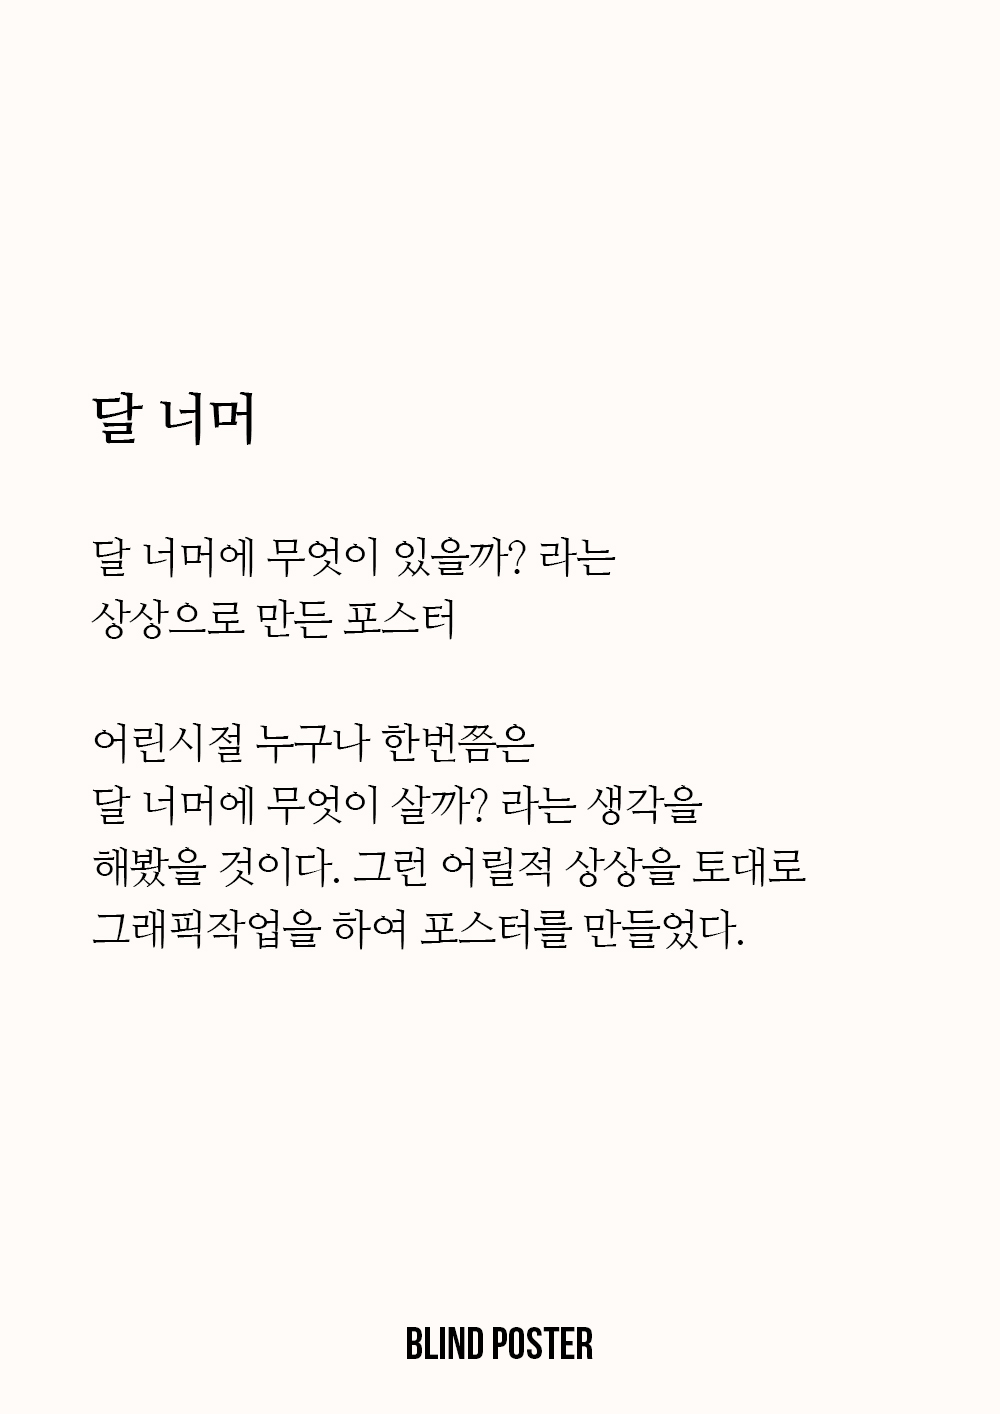 달 너머
달 너머에 무엇이 있을까? 라는
상상으로 만든 포스터
어린시절 누구나 한번쯤은
달 너머에 무엇이 살까? 라는 생각을
해봤을 것이다. 그런 어릴적 상상을 토대로
그래픽작업을 하여 포스터를 만들었다.
BLIND POSTER